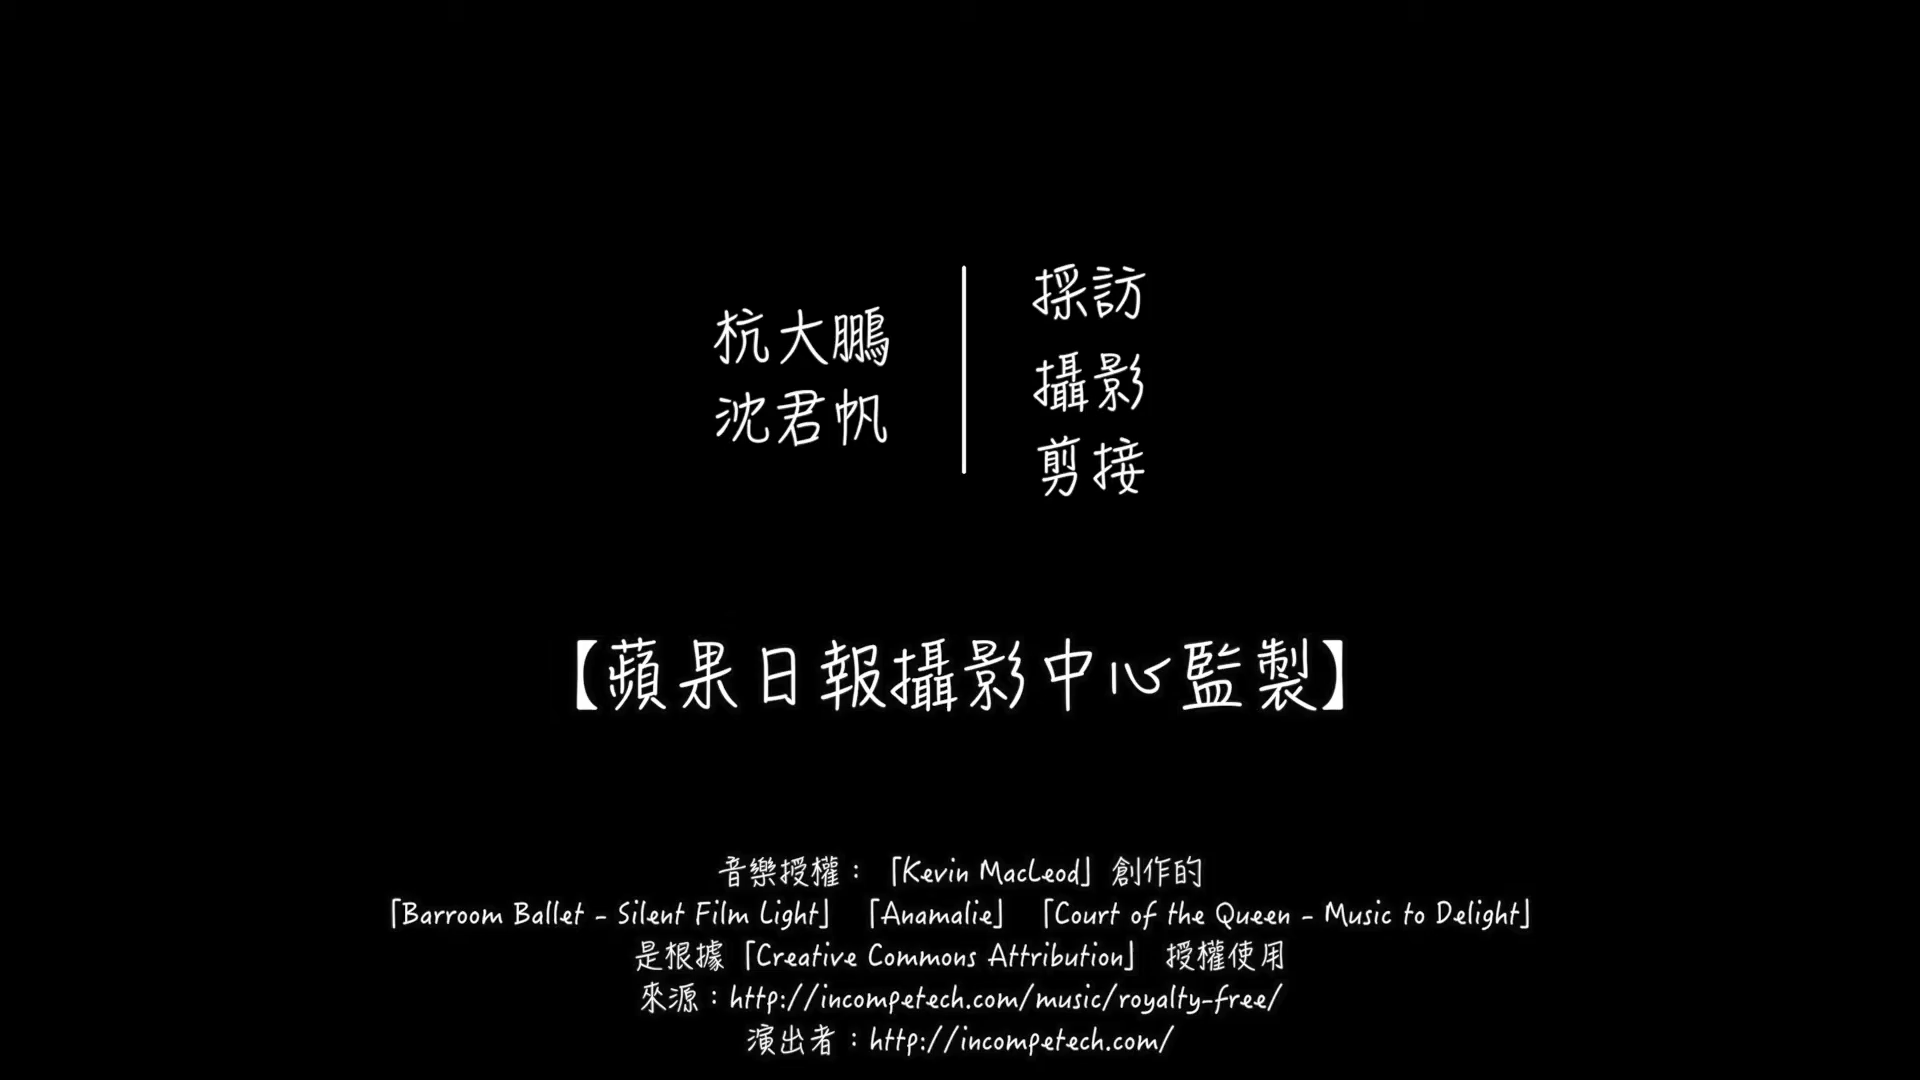 杭大鵬
沈君帆
採訪
攝影
剪接
【蘋果日報攝影中心監製】
音樂授權：「Kevin MacLeod」創作的
「Barroom Ballet - Silent Film Light」 「Anamalie」 「Court of the Queen - Music to Delight」
是根據「Creative Commons Attribution」 授權使用
來源：http://incompetech.com/music/royalty-free/
演出者：http://incompetech.com/